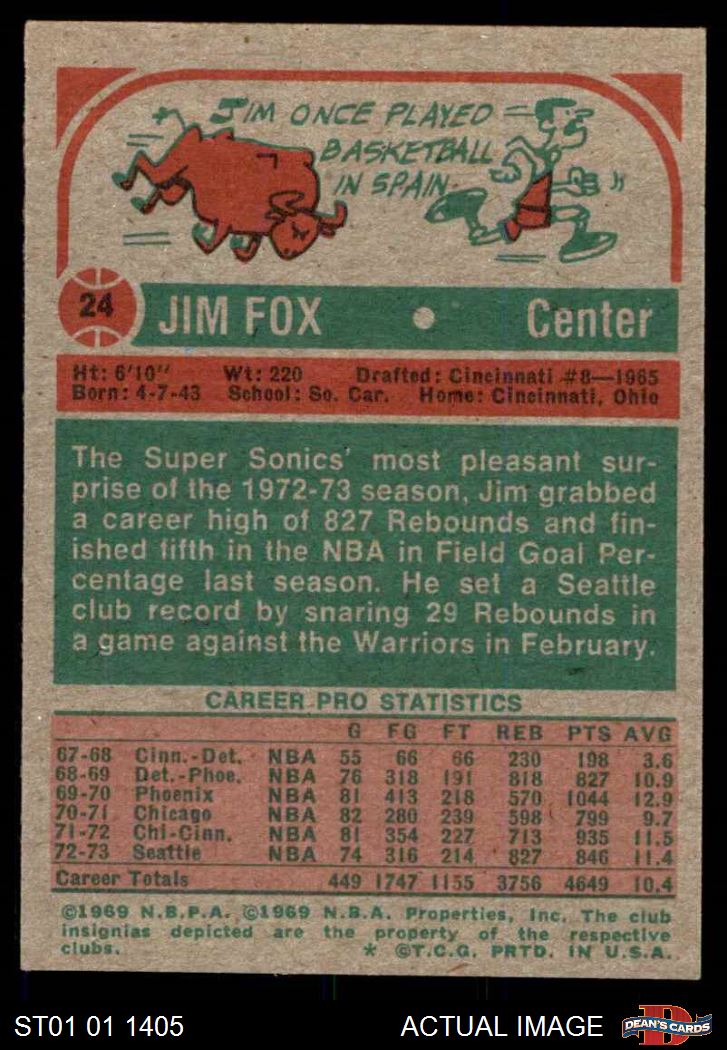 JIM ONCE PLAYED
BASKETBALL
IN SPAIN.
24 JIM FOX Center
Ht: 6'10" Wt: 220 Drafted: Cincinnati #8—1965
Born: 4-7-43 School: So. Car. Home: Cincinnati, Ohio
The Super Sonics' most pleasant sur-
prise of the 1972-73 season, Jim grabbed
a career high of 827 Rebounds and fin-
ished fifth in the NBA in Field Goal Per-
centage last season. He set a Seattle
club record by snaring 29 Rebounds in
a game against the Warriors in February.
CAREER PRO STATISTICS
G FG FT REB PTS AVG
67-68 Cinn.-Det. NBA 55 66 66 230 198 3.6
68-69 Det.-Phoe. NBA 76 318 191 818 827 10.9
69-70 Phoenix NBA 81 413 218 570 1044 12.9
70-71 Chicago NBA 82 280 239 598 799 9.7
71-72 Chi-Cinn. NBA 81 354 227 713 935 11.5
72-73 Seattle NBA 74 316 214 827 846 11.4
Career Totals 449 1747 1155 3756 4649 10.4
©1969 N.B.P.A. ©1969 N.B.A. Properties, Inc. The club
insignias depicted are the property of the respective
clubs. * ©T.C.G. PRTD. IN U.S.A.
ST01 01 1405 ACTUAL IMAGE D DEAN'S CARDS